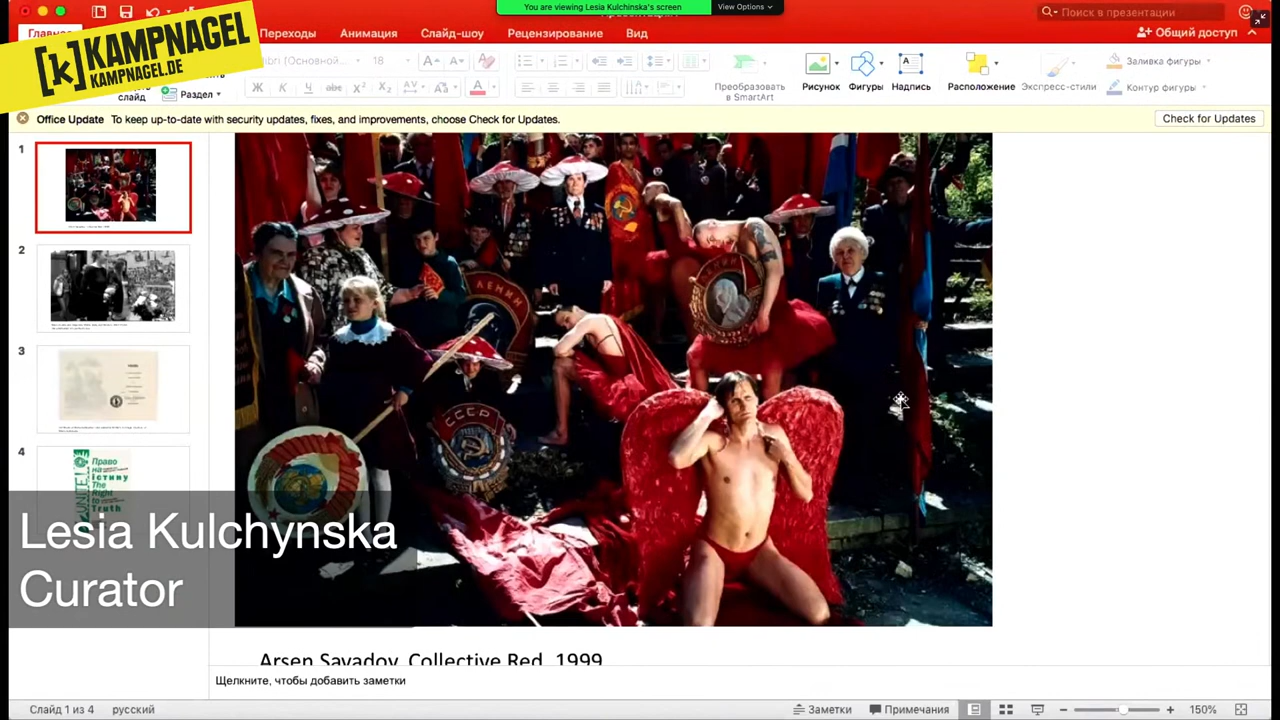 You are viewing Lesia Kulchinska's screen
View Options
Поиск в презентации
[k] KAMPNAGEL
KAMPNAGEL.DE
Переходы
Анимация
Слайд-шоу
Рецензирование
Вид
Общий доступ
18
слайд
Раздел
Преобразовать
в SmartArt
Рисунок
Фигуры
Надпись
Расположение
Экспресс-стили
Заливка фигуры
Контур фигуры
Office Update To keep up-to-date with security updates, fixes, and improvements, choose Check for Updates.
Check for Updates
1
2
3
4
Право
на
істину
The
Right
to
Truth
ЛЕНИН
СССР
Lesia Kulchynska
Curator
Arsen Savadov, Collective Red, 1999
Щелкните, чтобы добавить заметки
Слайд 1 из 4
русский
Заметки
Примечания
150%